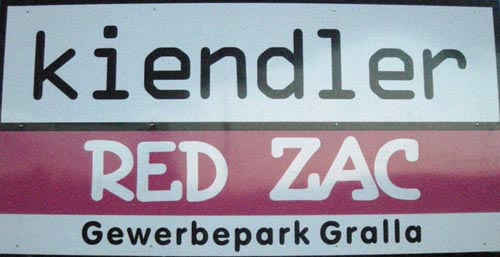 kiendler
RED ZAC
Gewerbepark Gralla